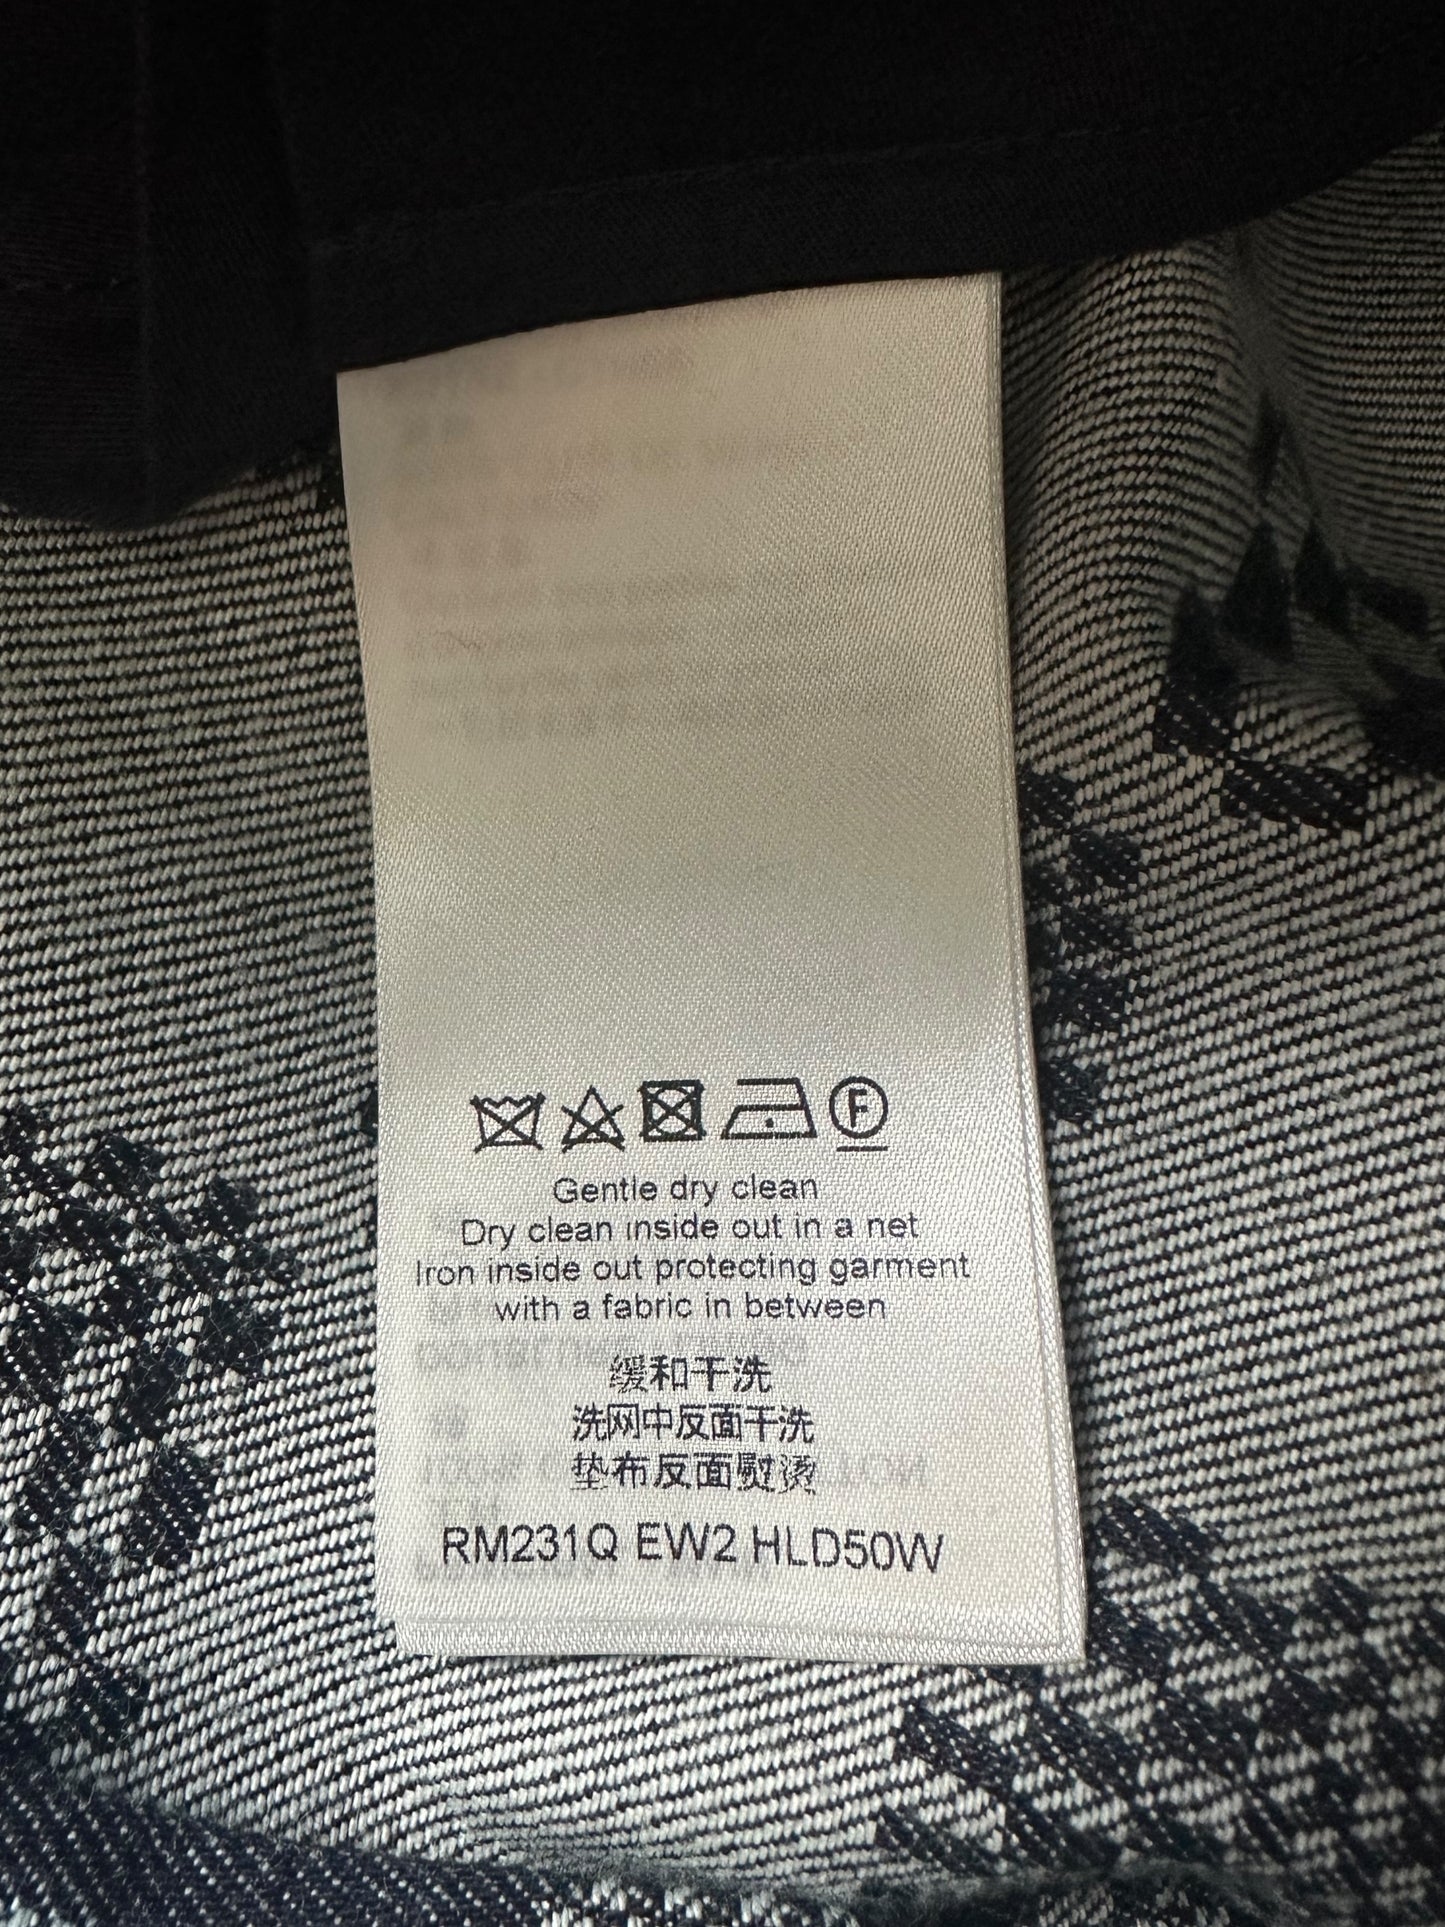 F
Gentle dry clean
Dry clean inside out in a net
Iron inside out protecting garment
with a fabric in between
缓和干洗
洗网中反面干洗
垫布反面熨烫
RM231Q EW2 HLD50W